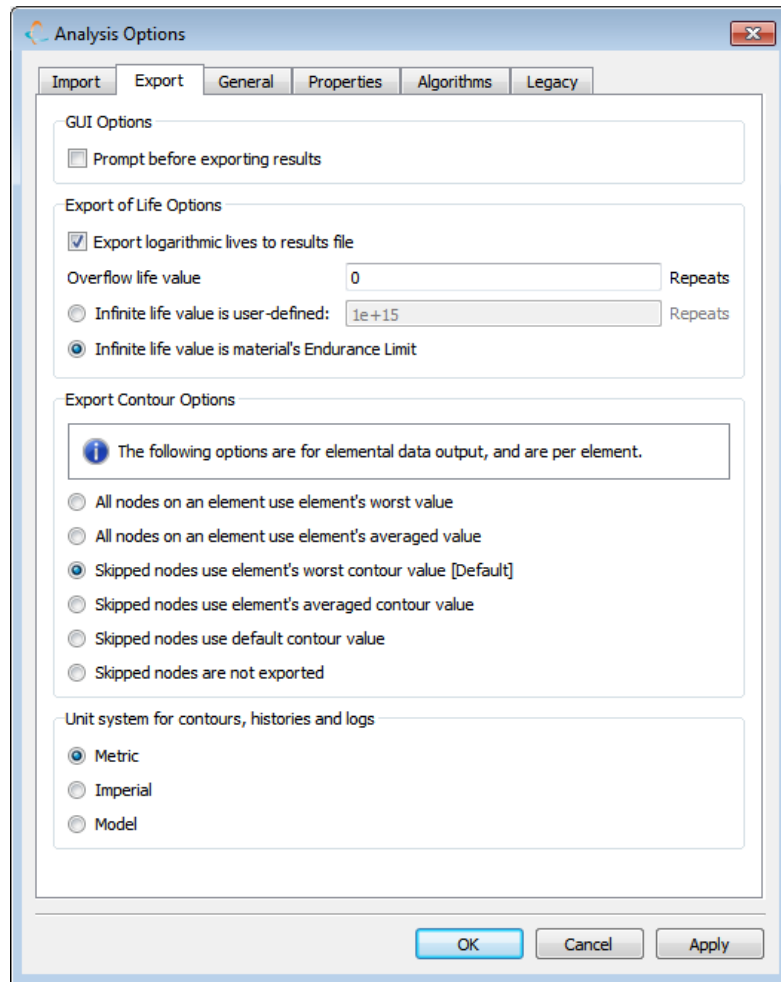 Analysis Options
Import Export General Properties Algorithms Legacy
GUI Options
Prompt before exporting results
Export of Life Options
Export logarithmic lives to results file
Overflow life value 0 Repeats
Infinite life value is user-defined: 1e+15 Repeats
Infinite life value is material's Endurance Limit
Export Contour Options
The following options are for elemental data output, and are per element.
All nodes on an element use element's worst value
All nodes on an element use element's averaged value
Skipped nodes use element's worst contour value [Default]
Skipped nodes use element's averaged contour value
Skipped nodes use default contour value
Skipped nodes are not exported
Unit system for contours, histories and logs
Metric
Imperial
Model
OK Cancel Apply